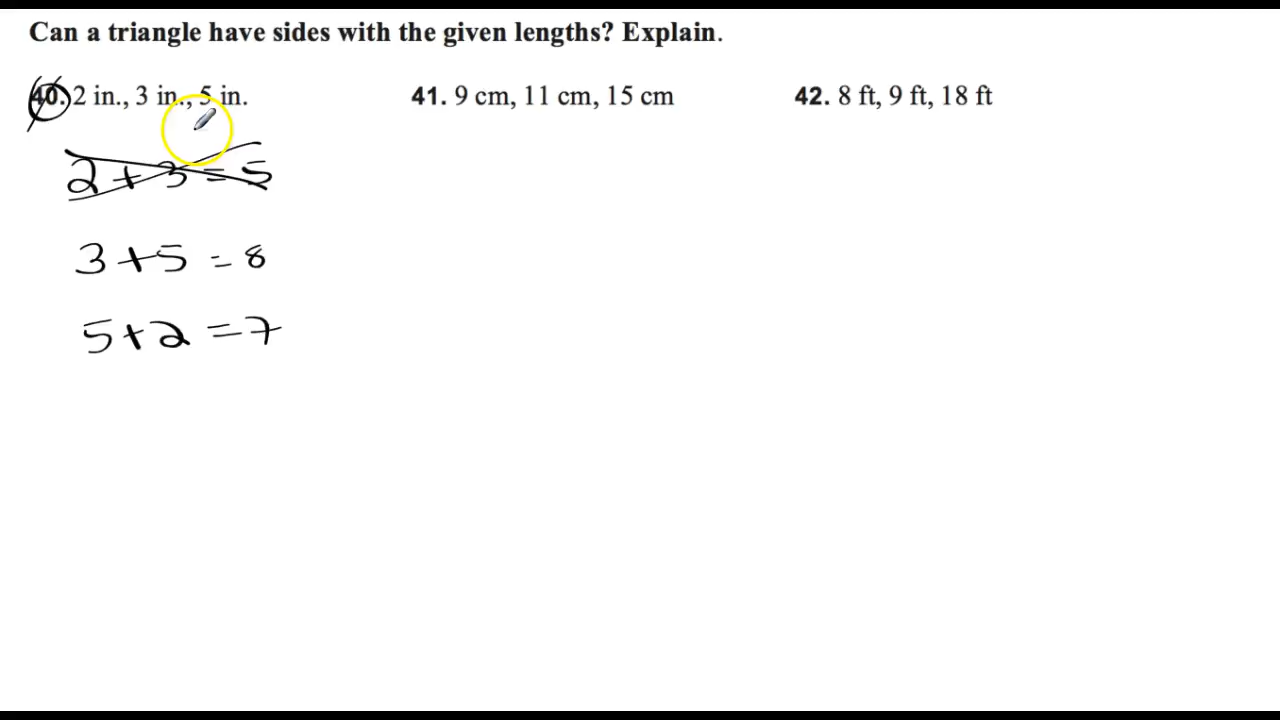 Can a triangle have sides with the given lengths? Explain.
40. 2 in., 3 in., 5 in.
41. 9 cm, 11 cm, 15 cm
42. 8 ft, 9 ft, 18 ft
2 + 3 = 5
3 + 5 = 8
5 + 2 = 7